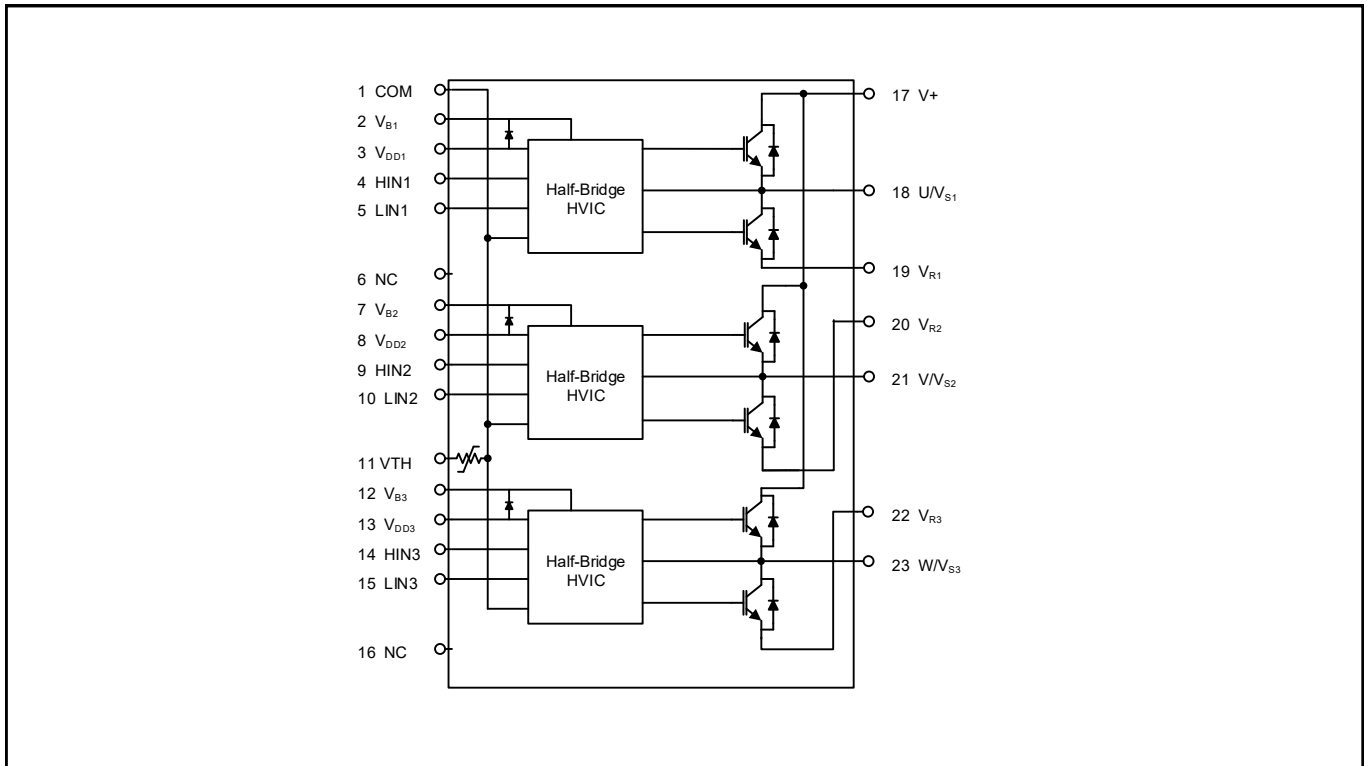 1 COM
2 VB1
3 VDD1
4 HIN1
5 LIN1
6 NC
7 VB2
8 VDD2
9 HIN2
10 LIN2
11 VTH
12 VB3
13 VDD3
14 HIN3
15 LIN3
16 NC
Half-Bridge
HVIC
Half-Bridge
HVIC
Half-Bridge
HVIC
17 V+
18 U/VS1
19 VR1
20 VR2
21 V/VS2
22 VR3
23 W/VS3